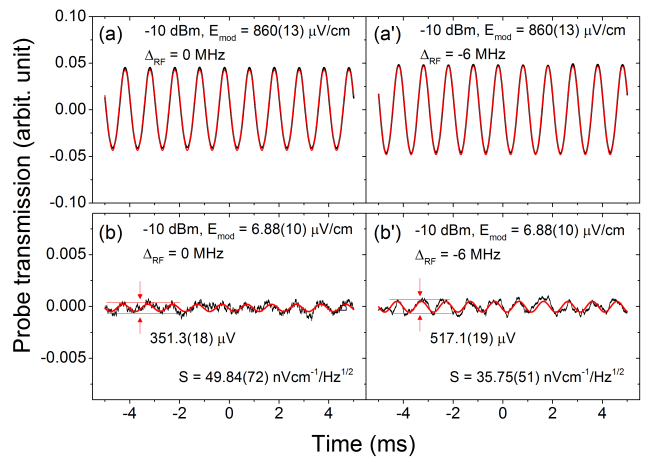 Probe transmission (arbit. unit)
0.10
0.05
0.00
-0.05
-0.10
(a)
-10 dBm, E_mod = 860(13) μV/cm
Δ_RF = 0 MHz
(a')
-10 dBm, E_mod = 860(13) μV/cm
Δ_RF = -6 MHz
0.005
0.000
-0.005
(b)
-10 dBm, E_mod = 6.88(10) μV/cm
Δ_RF = 0 MHz
351.3(18) μV
S = 49.84(72) nVcm⁻¹/Hz^1/2
(b')
-10 dBm, E_mod = 6.88(10) μV/cm
Δ_RF = -6 MHz
517.1(19) μV
S = 35.75(51) nVcm⁻¹/Hz^1/2
-4 -2 0 2 4 -4 -2 0 2 4
Time (ms)